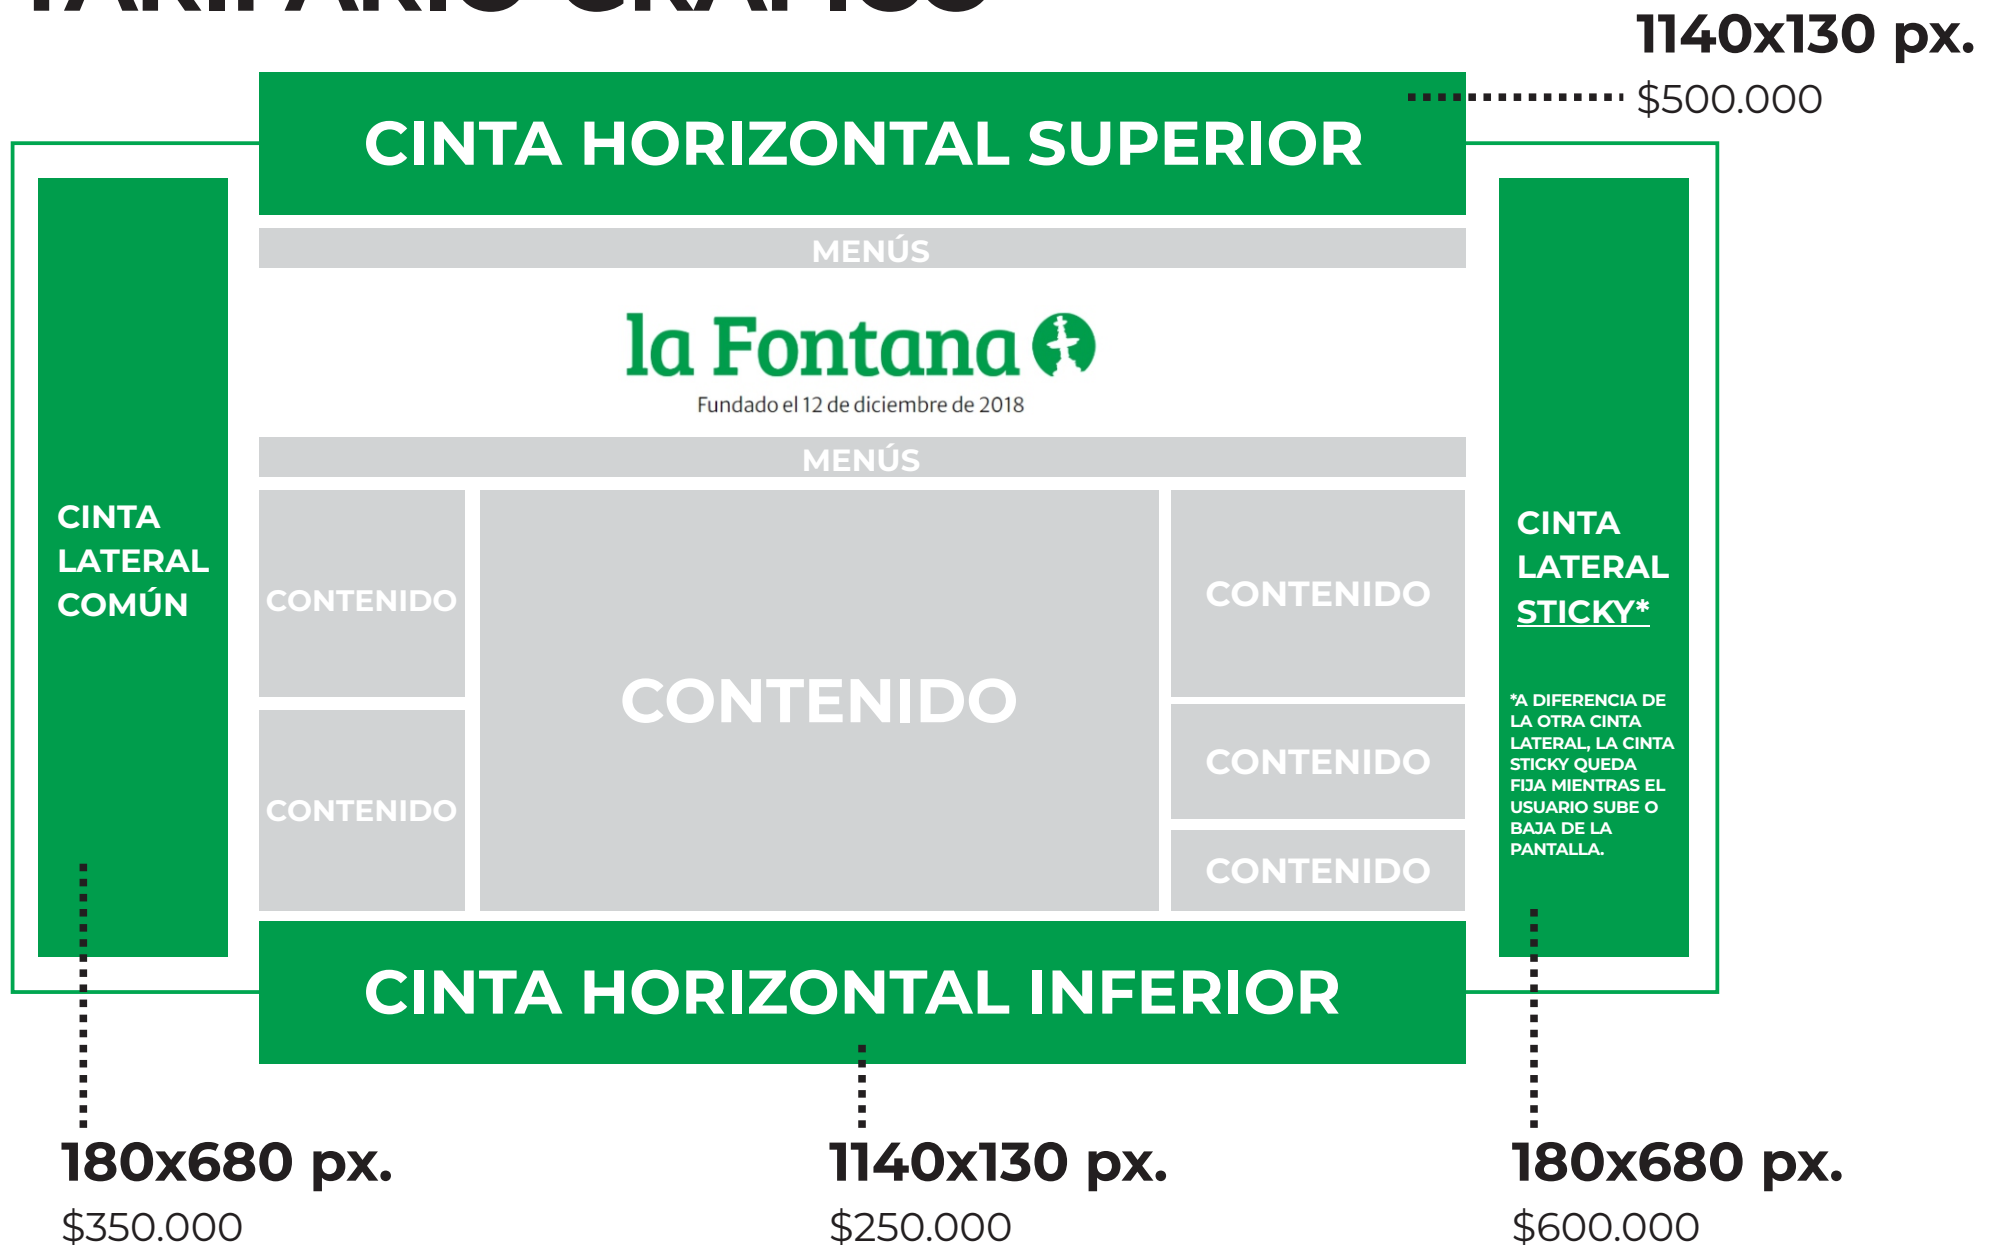 TARIFARIO GRÁFICO
1140x130 px.
$500.000
CINTA HORIZONTAL SUPERIOR
MENÚS
la Fontana
Fundado el 12 de diciembre de 2018
MENÚS
CINTA
LATERAL
COMÚN
CONTENIDO
CONTENIDO
CONTENIDO
CONTENIDO
CONTENIDO
CONTENIDO
CINTA
LATERAL
STICKY*
*A DIFERENCIA DE
LA OTRA CINTA
LATERAL, LA CINTA
STICKY QUEDA
FIJA MIENTRAS EL
USUARIO SUBE O
BAJA DE LA
PANTALLA.
CINTA HORIZONTAL INFERIOR
180x680 px.
$350.000
1140x130 px.
$250.000
180x680 px.
$600.000